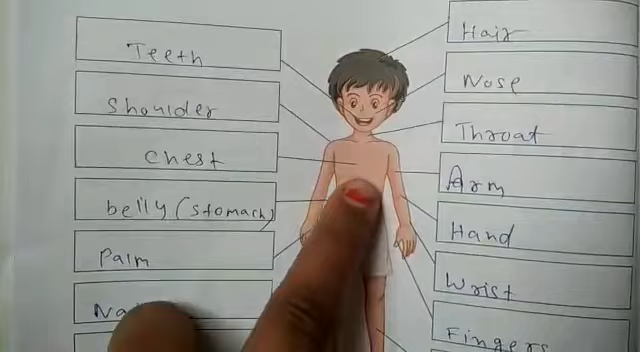 Teeth
Shoulder
Chest
belly (Stomach)
Palm
Hair
Nose
Throat
Arm
Hand
Wrist
Fingers